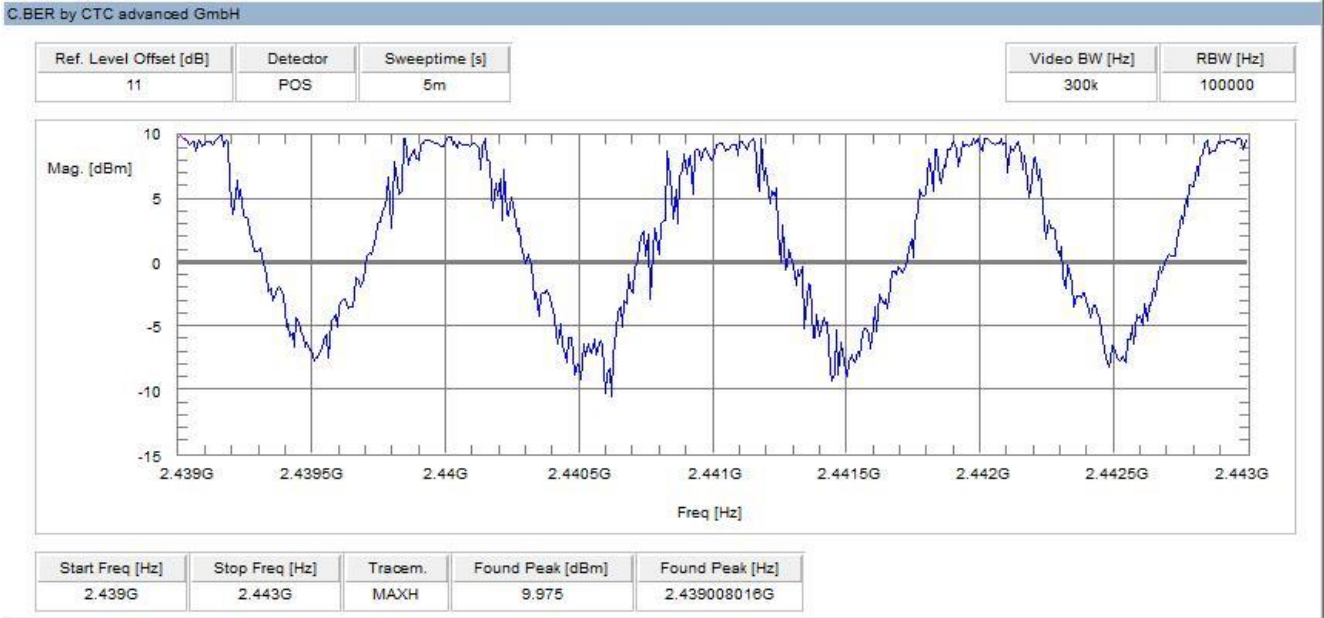 C.BER by CTC advanced GmbH
Ref. Level Offset [dB] Detector Sweeptime [s] Video BW [Hz] RBW [Hz]
11 POS 5m 300k 100000
10
Mag. [dBm]
5
0
-5
-10
-15
2.439G 2.4395G 2.44G 2.4405G 2.441G 2.4415G 2.442G 2.4425G 2.443G
Freq [Hz]
Start Freq [Hz] Stop Freq [Hz] Tracem. Found Peak [dBm] Found Peak [Hz]
2.439G 2.443G MAXH 9.975 2.439008016G